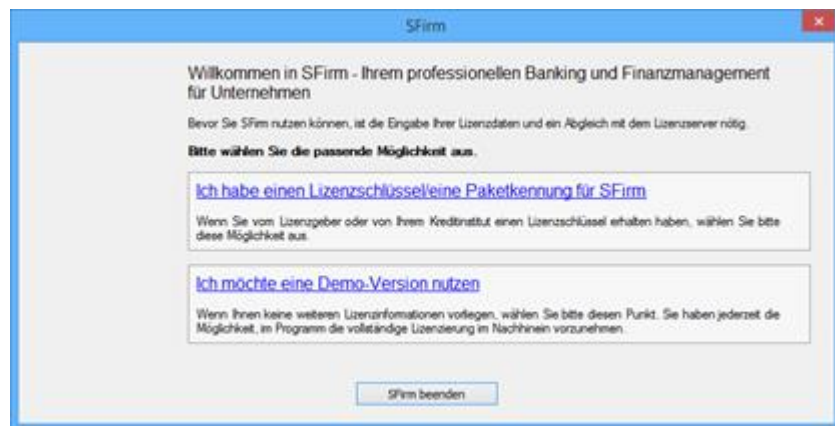 SFirm
Willkommen in SFirm - Ihrem professionellen Banking und Finanzmanagement
für Unternehmen
Bevor Sie SFirm nutzen können, ist die Eingabe Ihrer Lizenzdaten und ein Abgleich mit dem Lizenzserver nötig.
Bitte wählen Sie die passende Möglichkeit aus.
Ich habe einen Lizenzschlüssel/eine Paketkennung für SFirm
Wenn Sie vom Lizenzgeber oder von Ihrem Kreditinstitut einen Lizenzschlüssel erhalten haben, wählen Sie bitte
diese Möglichkeit aus.
Ich möchte eine Demo-Version nutzen
Wenn Ihnen keine weiteren Lizenzinformationen vorliegen, wählen Sie bitte diesen Punkt. Sie haben jederzeit die
Möglichkeit, im Programm die vollständige Lizenzierung im Nachhinein vorzunehmen.
SFirm beenden